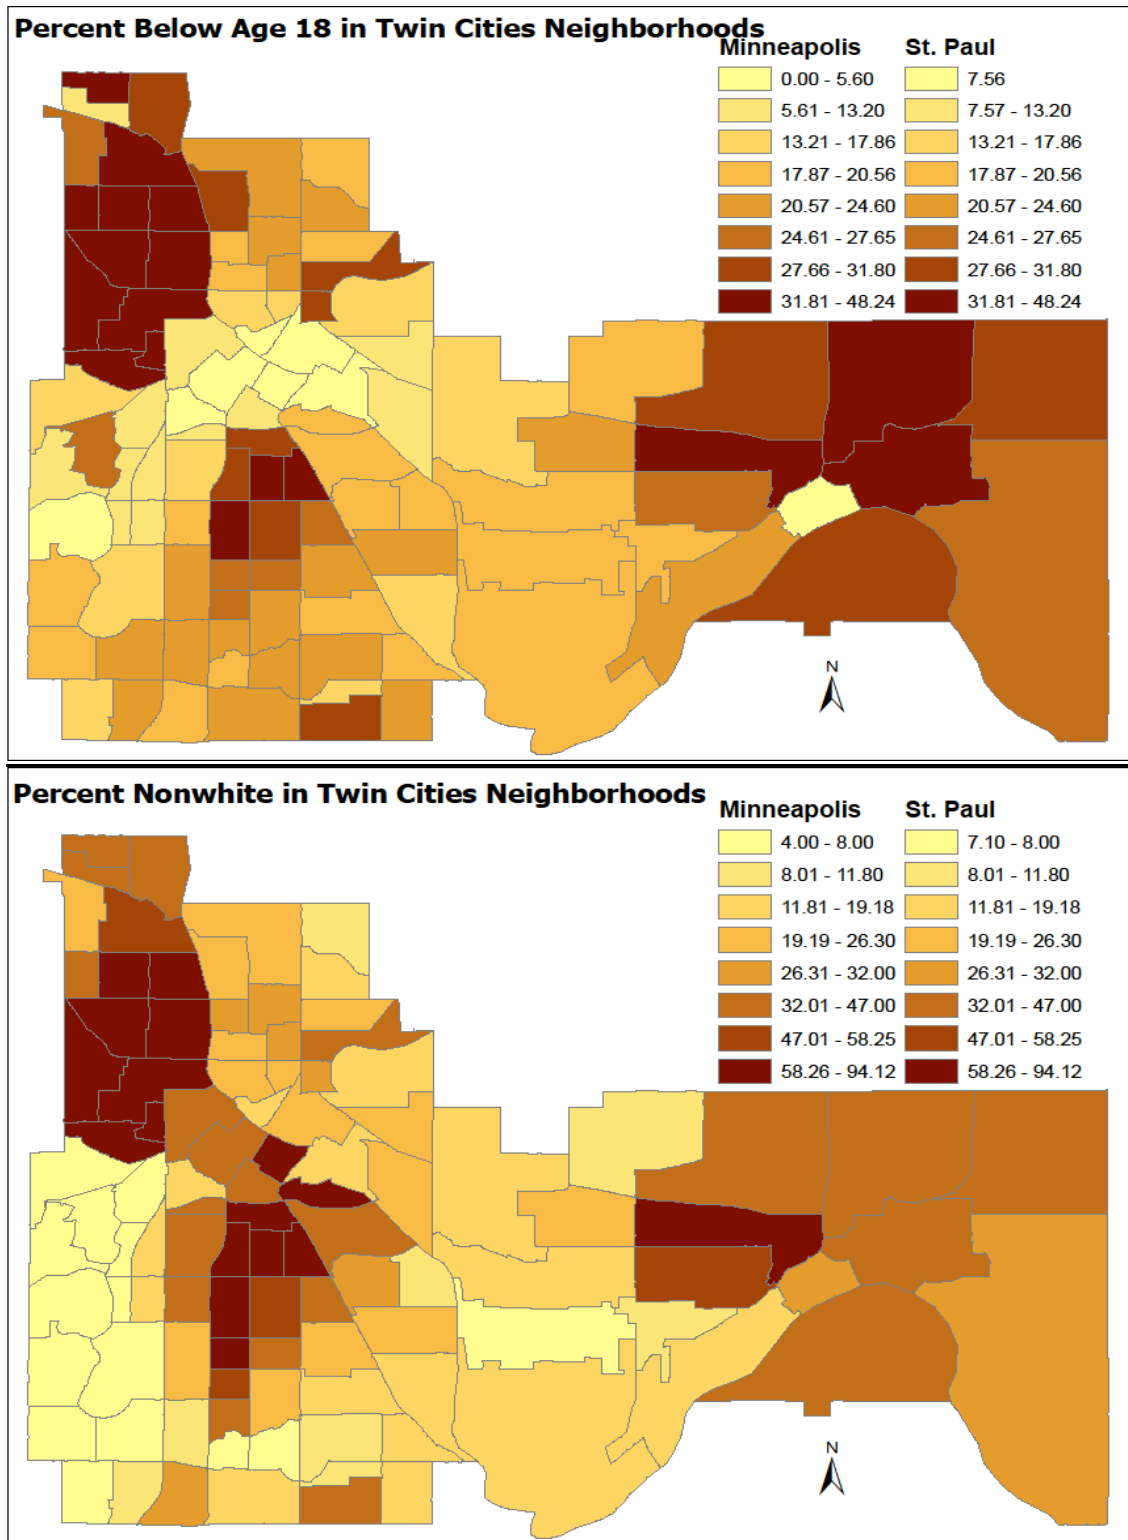 Percent Below Age 18 in Twin Cities Neighborhoods
Minneapolis St. Paul
0.00 - 5.60 7.56
5.61 - 13.20 7.57 - 13.20
13.21 - 17.86 13.21 - 17.86
17.87 - 20.56 17.87 - 20.56
20.57 - 24.60 20.57 - 24.60
24.61 - 27.65 24.61 - 27.65
27.66 - 31.80 27.66 - 31.80
31.81 - 48.24 31.81 - 48.24
N
Percent Nonwhite in Twin Cities Neighborhoods
Minneapolis St. Paul
4.00 - 8.00 7.10 - 8.00
8.01 - 11.80 8.01 - 11.80
11.81 - 19.18 11.81 - 19.18
19.19 - 26.30 19.19 - 26.30
26.31 - 32.00 26.31 - 32.00
32.01 - 47.00 32.01 - 47.00
47.01 - 58.25 47.01 - 58.25
58.26 - 94.12 58.26 - 94.12
N